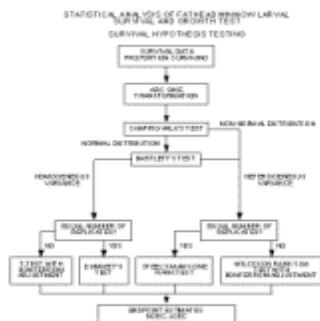 STATISTICAL ANALYSIS OF FATHEAD MINNOW LARVAL
SURVIVAL AND GROWTH TEST
SURVIVAL HYPOTHESIS TESTING
SURVIVAL DATA
PROPORTION SURVIVING
ARC SINE
TRANSFORMATION
SHAPIRO-WILK'S TEST
NON-NORMAL DISTRIBUTION
NORMAL DISTRIBUTION
BARTLETT'S TEST
HOMOGENEOUS
VARIANCE
HETEROGENEOUS
VARIANCE
EQUAL NUMBER OF
REPLICATES?
EQUAL NUMBER OF
REPLICATES?
NO
YES
YES
NO
T-TEST WITH
BONFERRONI
ADJUSTMENT
DUNNETT'S
TEST
STEEL'S MANY-ONE
RANK TEST
WILCOXON RANK SUM
TEST WITH
BONFERRONI ADJUSTMENT
ENDPOINT ESTIMATES
NOEC, LOEC